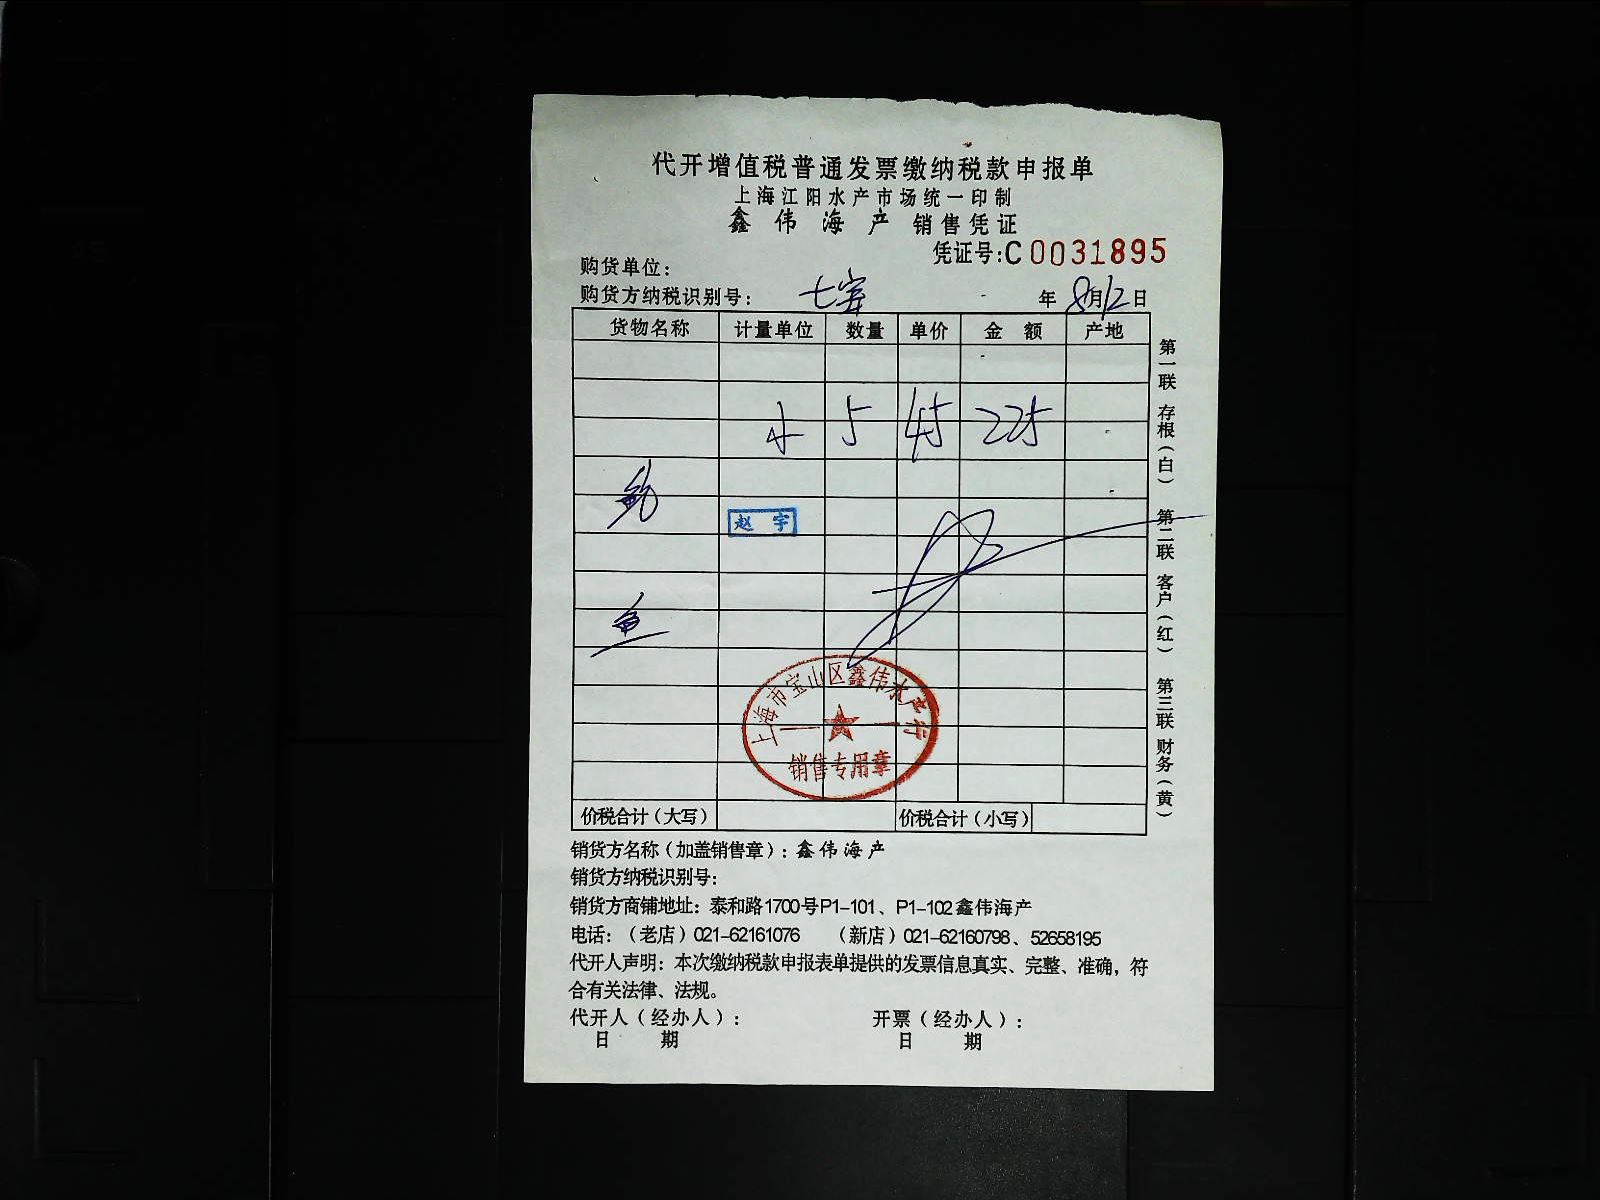 代开增值税普通发票缴纳税款申报单
上海江阳水产市场统一印制
鑫伟海产 销售凭证
凭证号:C0031895
购货单位：
购货方纳税识别号： 七宝 年 8月12日
货物名称 计量单位 数量 单价 金额 产地
5 45 225
赵宇
鱼
上海市宝山区鑫伟水产行
销售专用章
价税合计（大写） 价税合计（小写）
第一联 存根（白） 第二联 客户（红） 第三联 财务（黄）
销货方名称（加盖销售章）：鑫伟海产
销货方纳税识别号：
销货方商铺地址：泰和路1700号P1-101、P1-102鑫伟海产
电话：（老店）021-62161076 （新店）021-62160798、52658195
代开人声明：本次缴纳税款申报表单提供的发票信息真实、完整、准确，符
合有关法律、法规。
代开人（经办人）： 开票（经办人）：
日期 日期